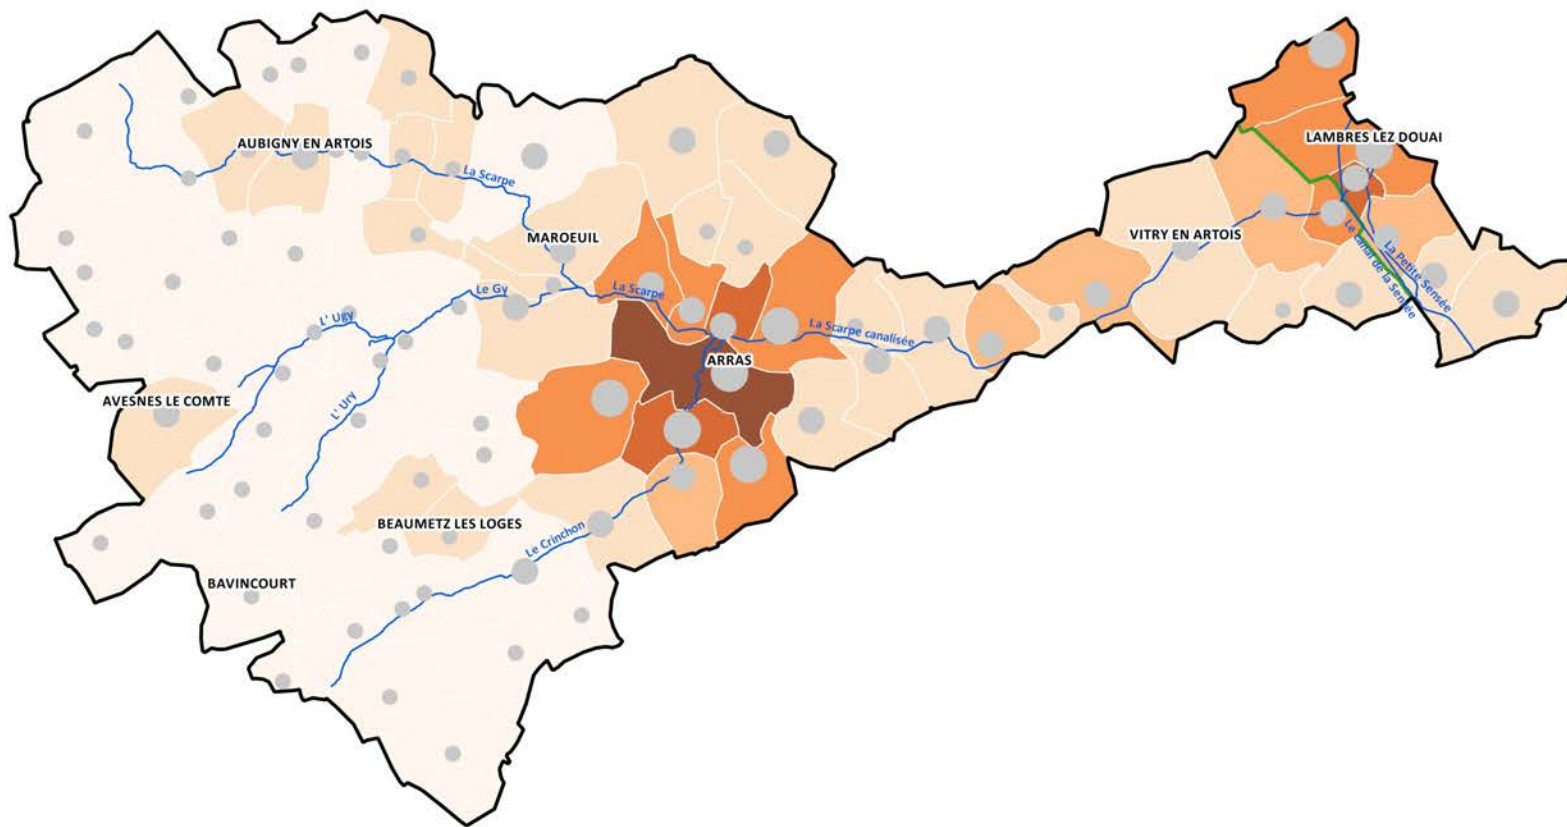 LAMBRES LEZ DOUAI
AUBIGNY EN ARTOIS
La Scarpe
MAROEUIL
VITRY EN ARTOIS
Le canal de la Sensée
La Petite Sensée
Le Gy
La Scarpe
L' Ugy
La Scarpe canalisée
ARRAS
AVESNES LE COMTE
L' Ury
BEAUMETZ LES LOGES
Le Crinchon
BAVINCOURT